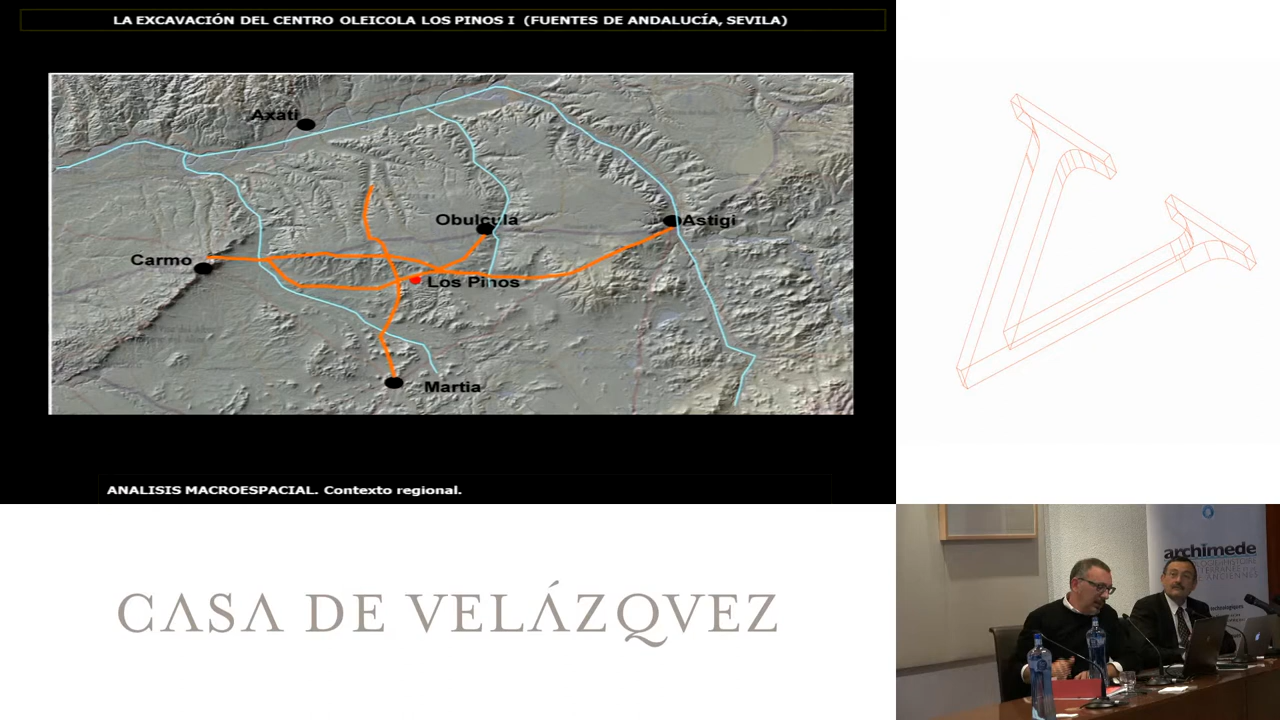 LA EXCAVACIÓN DEL CENTRO OLEICOLA LOS PINOS I (FUENTES DE ANDALUCÍA, SEVILA)
Axati
Obulcula
Astigi
Carmo
Los Pinos
Martia
ANALISIS MACROESPACIAL. Contexto regional.
CASA DE VELÁZQVEZ
archimede